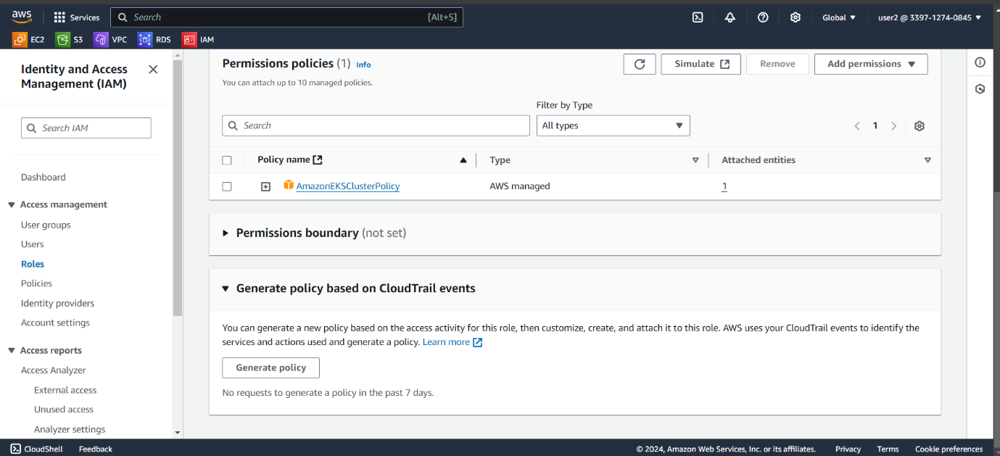 aws
Services
Search
[Alt+S]
Global
user2 @ 3397-1274-0845
EC2
S3
VPC
RDS
IAM
Identity and Access
Management (IAM)
Search IAM
Dashboard
Access management
User groups
Users
Roles
Policies
Identity providers
Account settings
Access reports
Access Analyzer
External access
Unused access
Analyzer settings
Permissions policies (1) Info
You can attach up to 10 managed policies.
Simulate
Remove
Add permissions
Filter by Type
Search
All types
1
Policy name
Type
Attached entities
AmazonEKSClusterPolicy
AWS managed
1
Permissions boundary (not set)
Generate policy based on CloudTrail events
You can generate a new policy based on the access activity for this role, then customize, create, and attach it to this role. AWS uses your CloudTrail events to identify the
services and actions used and generate a policy. Learn more
Generate policy
No requests to generate a policy in the past 7 days.
CloudShell
Feedback
© 2024, Amazon Web Services, Inc. or its affiliates.
Privacy
Terms
Cookie preferences